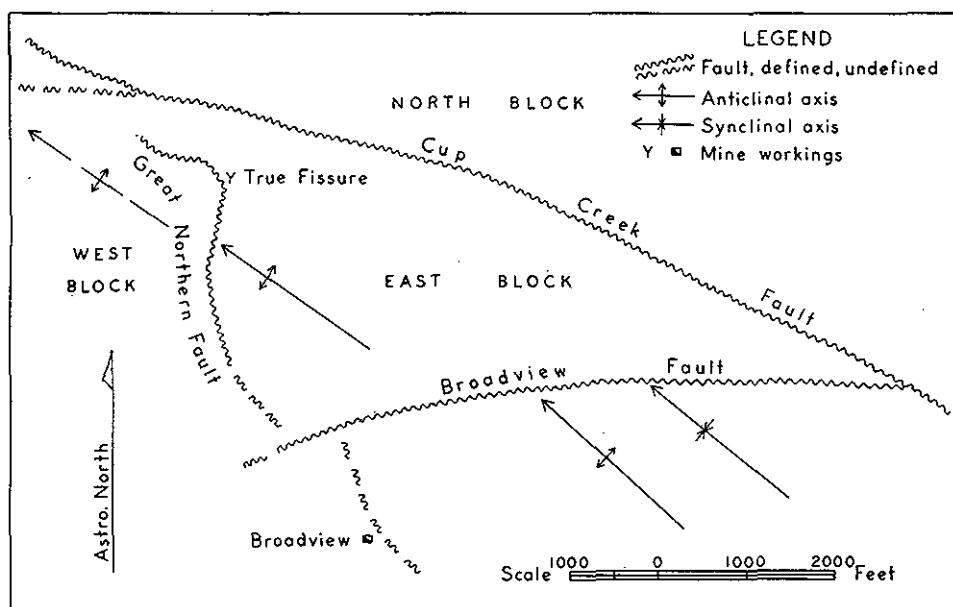 LEGEND
Fault, defined, undefined
Anticlinal axis
Synclinal axis
Y Mine workings
NORTH BLOCK
Cup Creek Fault
Great Northern Fault
Y True Fissure
WEST
BLOCK
EAST BLOCK
Broadview Fault
Astro. North
Broadview
1000 0 1000 2000
Scale Feet